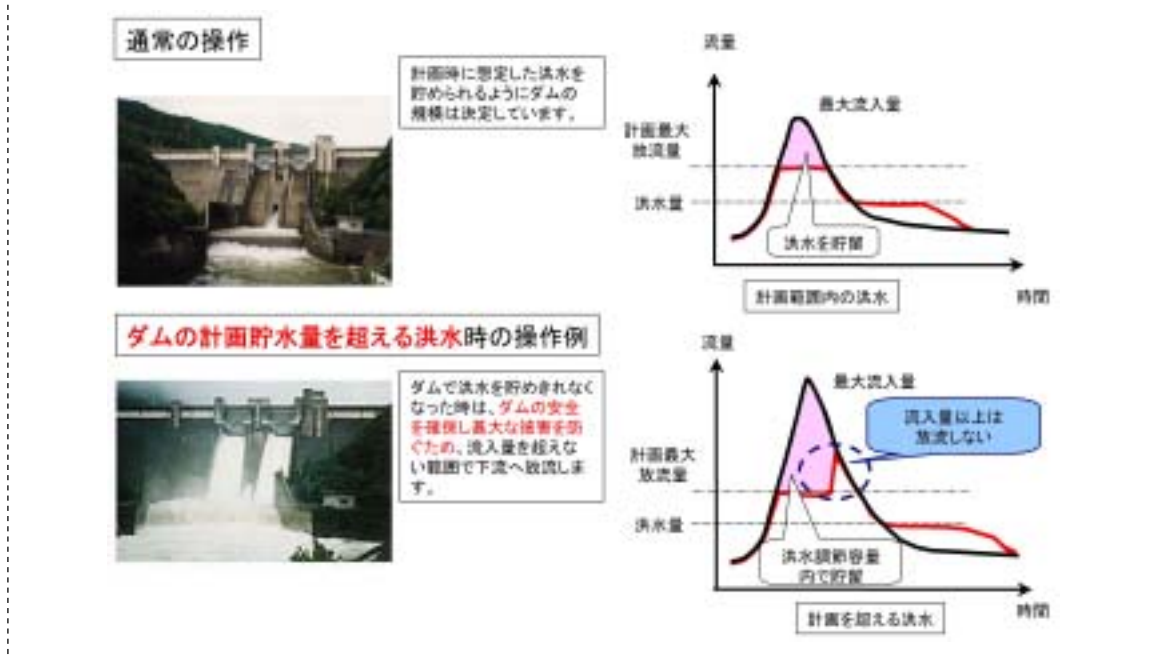 通常の操作
計画時に想定した洪水を
貯められるようにダムの
規模は決定しています。
流量
最大流入量
計画最大
放流量
洪水量
洪水を貯留
計画範囲内の洪水
時間
ダムの計画貯水量を超える洪水時の操作例
ダムで洪水を貯めきれなく
なった時は、ダムの安全
を確保し甚大な被害を防
ぐため、流入量を超えな
い範囲で下流へ放流しま
す。
流量
最大流入量
流入量以上は
放流しない
計画最大
放流量
洪水量
洪水調節容量
内で貯留
時間
計画を超える洪水